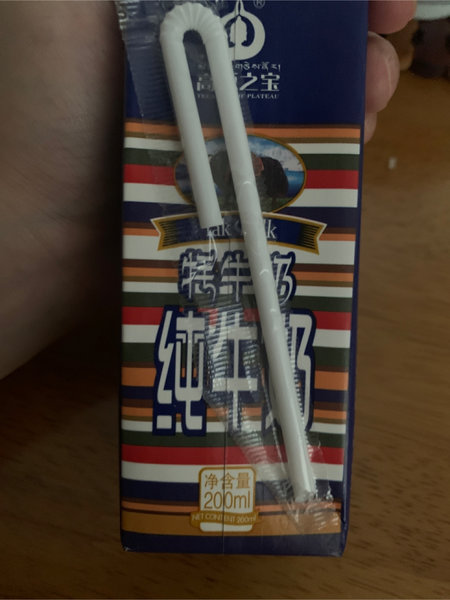 ®
高原之宝
TREASURE OF PLATEAU
Yak Milk
牦牛奶
纯牛奶
净含量
200ml
NET CONTENT 200ml